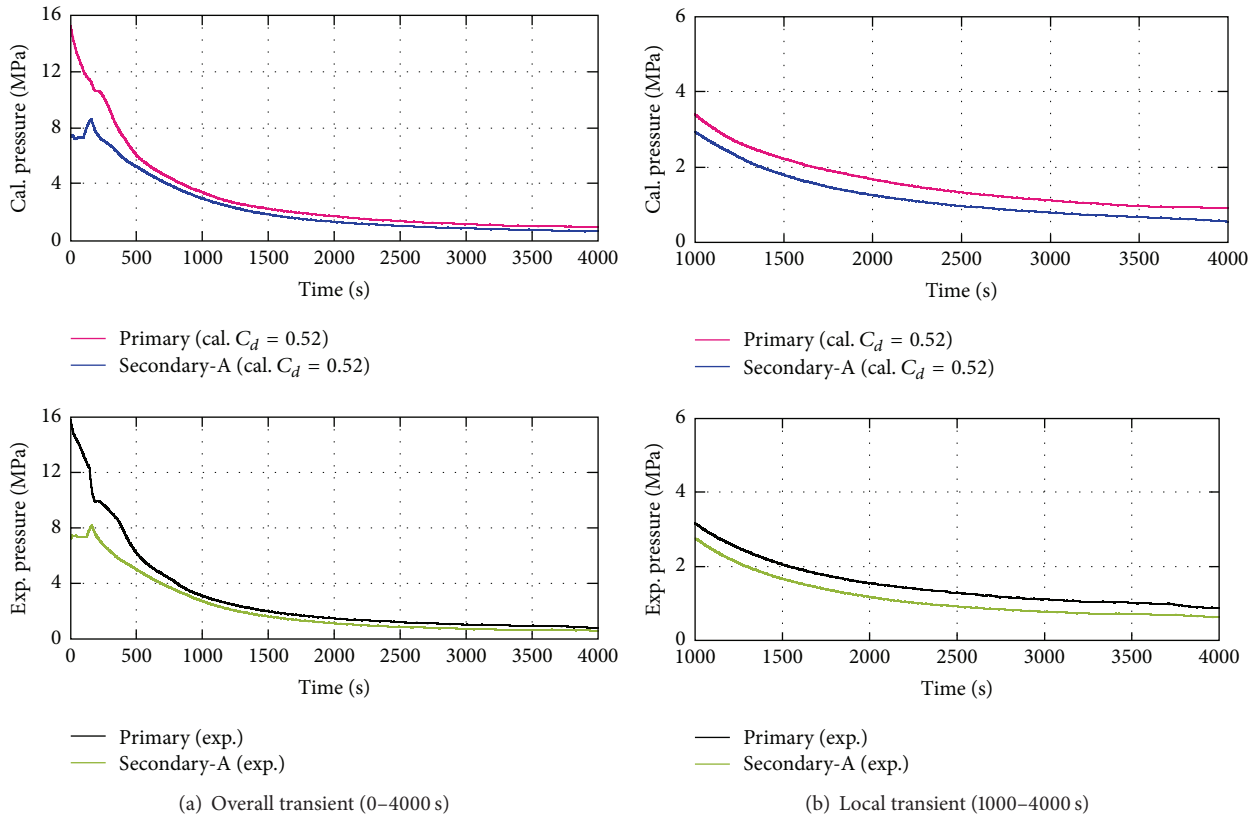 Cal. pressure (MPa)
16
12
8
4
0
0 500 1000 1500 2000 2500 3000 3500 4000
Time (s)
Primary (cal. C_d = 0.52)
Secondary-A (cal. C_d = 0.52)
Cal. pressure (MPa)
6
4
2
0
1000 1500 2000 2500 3000 3500 4000
Time (s)
Primary (cal. C_d = 0.52)
Secondary-A (cal. C_d = 0.52)
Exp. pressure (MPa)
16
12
8
4
0
0 500 1000 1500 2000 2500 3000 3500 4000
Time (s)
Primary (exp.)
Secondary-A (exp.)
(a) Overall transient (0–4000 s)
Exp. pressure (MPa)
6
4
2
0
1000 1500 2000 2500 3000 3500 4000
Time (s)
Primary (exp.)
Secondary-A (exp.)
(b) Local transient (1000–4000 s)